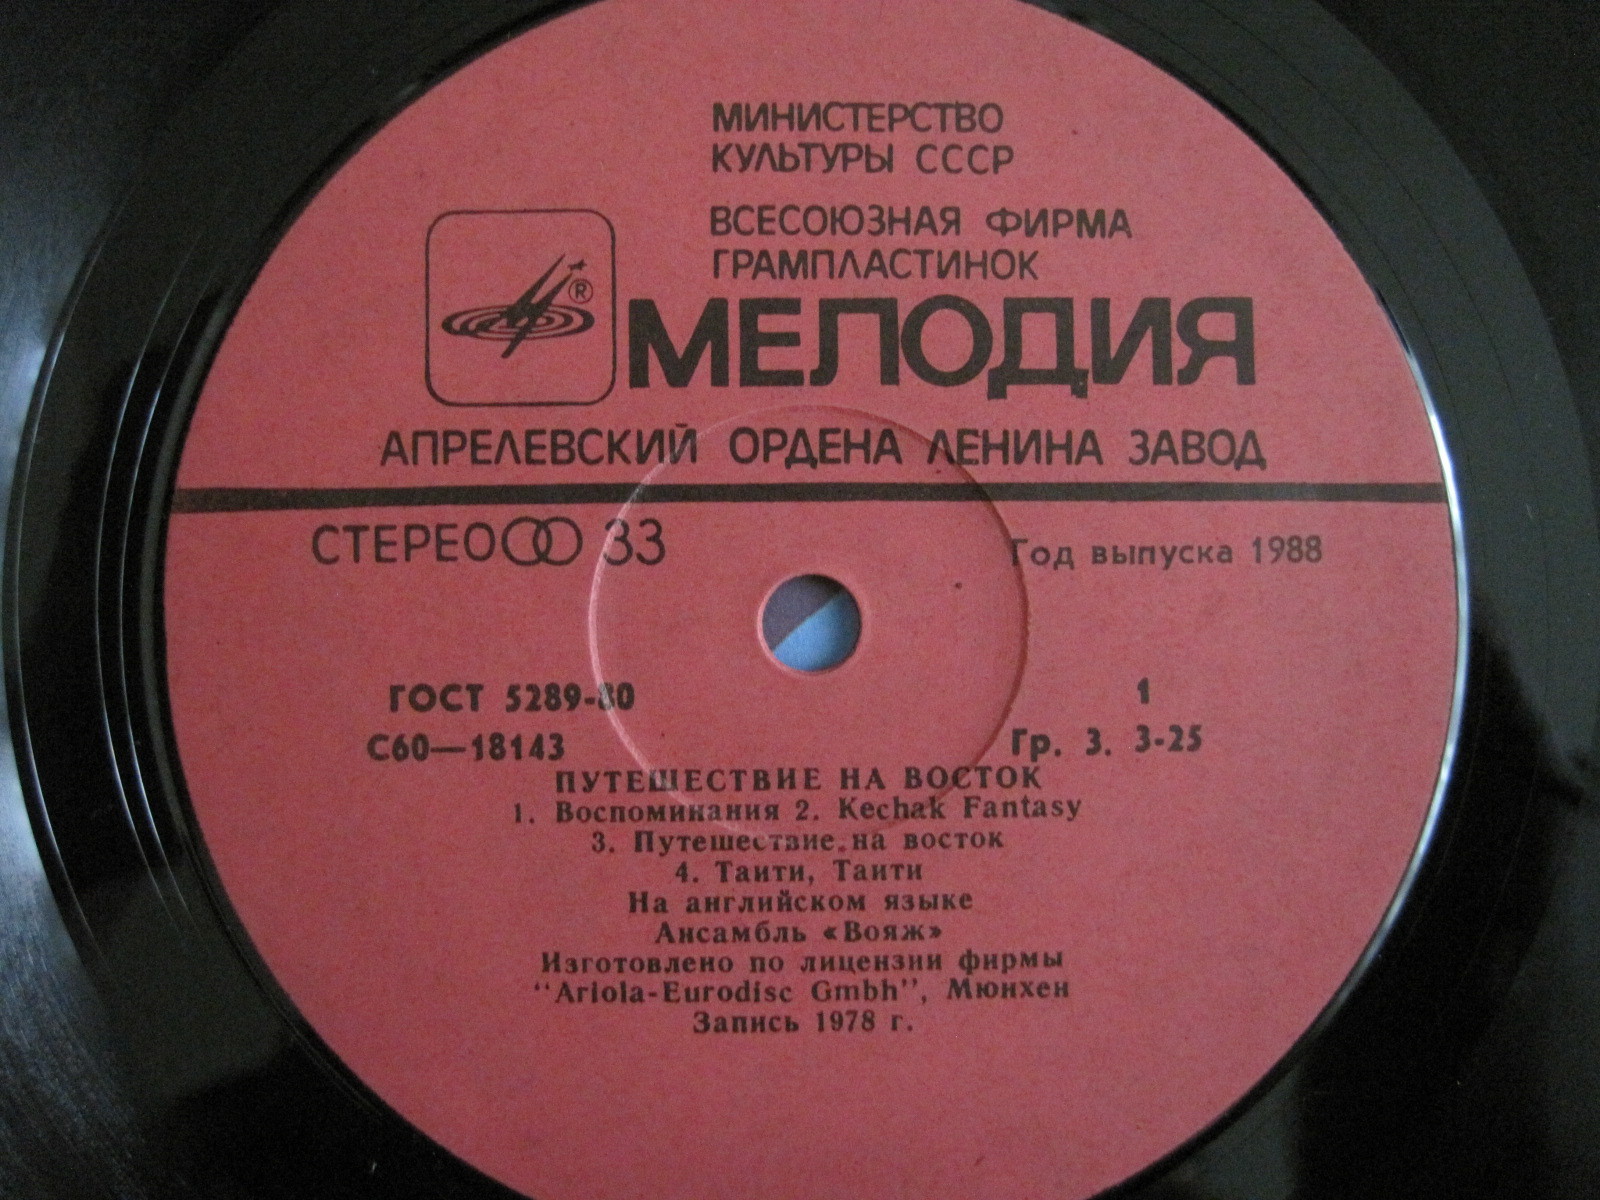 МИНИСТЕРСТВО
КУЛЬТУРЫ СССР
ВСЕСОЮЗНАЯ ФИРМА
ГРАМПЛАСТИНОК
®
МЕЛОДИЯ
АПРЕЛЕВСКИЙ ОРДЕНА ЛЕНИНА ЗАВОД
СТЕРЕО 33
Год выпуска 1988
ГОСТ 5289-80
1
С60—18143
Гр. 3. 3-25
ПУТЕШЕСТВИЕ НА ВОСТОК
1. Воспоминания 2. Kechak Fantasy
3. Путешествие на восток
4. Таити, Таити
На английском языке
Ансамбль «Вояж»
Изготовлено по лицензии фирмы
"Ariola-Eurodisc Gmbh", Мюнхен
Запись 1978 г.